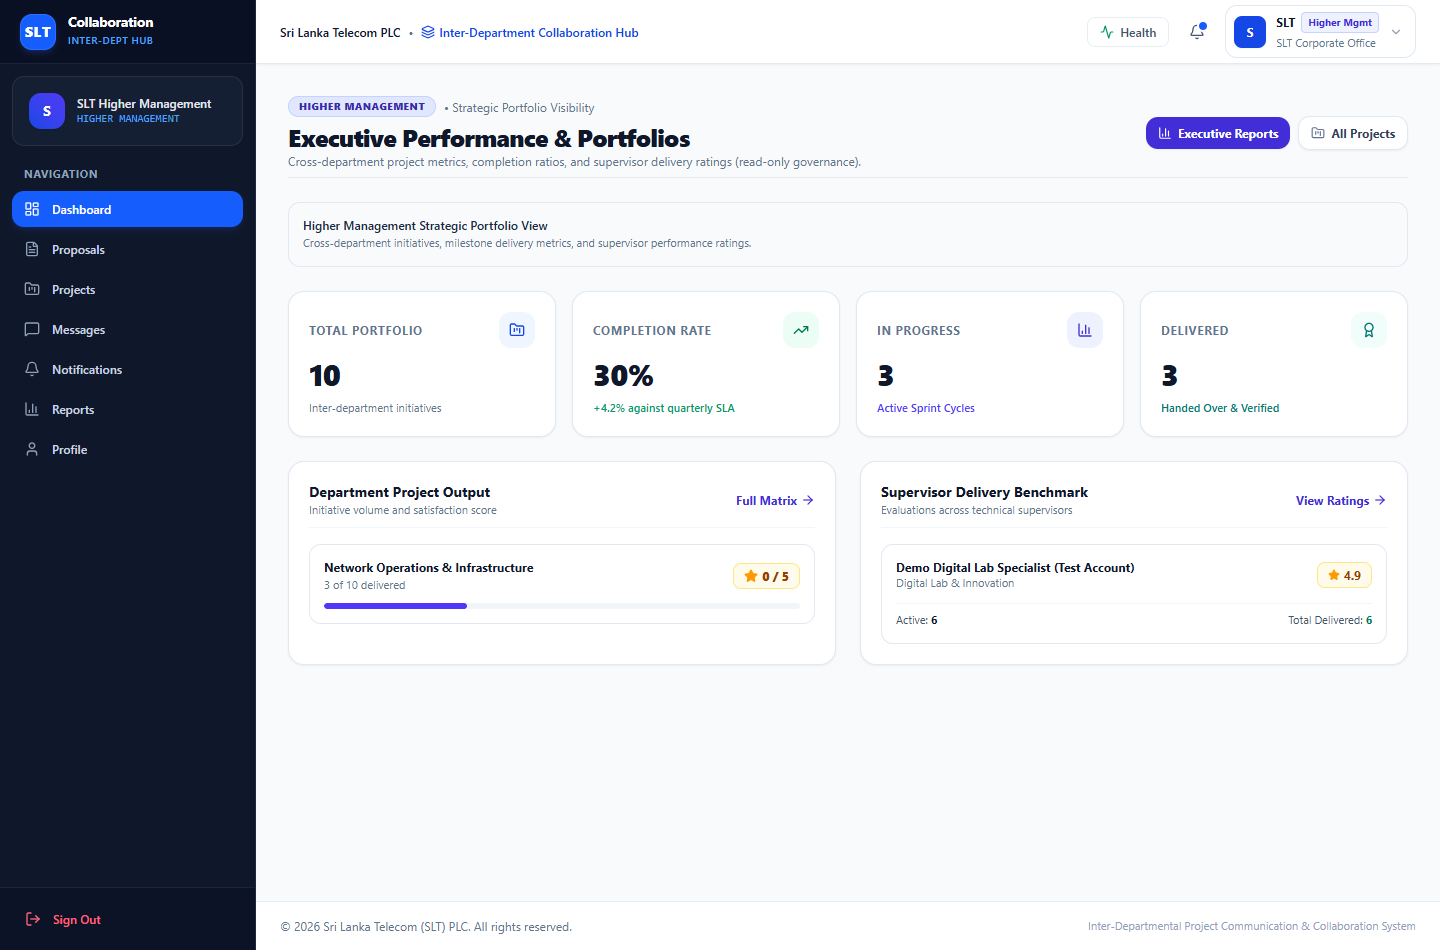 SLT
Collaboration
INTER-DEPT HUB
S
SLT Higher Management
HIGHER MANAGEMENT
NAVIGATION
Dashboard
Proposals
Projects
Messages
Notifications
Reports
Profile
Sign Out
Sri Lanka Telecom PLC • Inter-Department Collaboration Hub
Health
S
SLT Higher Mgmt
SLT Corporate Office
HIGHER MANAGEMENT • Strategic Portfolio Visibility
Executive Performance & Portfolios
Cross-department project metrics, completion ratios, and supervisor delivery ratings (read-only governance).
Executive Reports
All Projects
Higher Management Strategic Portfolio View
Cross-department initiatives, milestone delivery metrics, and supervisor performance ratings.
TOTAL PORTFOLIO
10
Inter-department initiatives
COMPLETION RATE
30%
+4.2% against quarterly SLA
IN PROGRESS
3
Active Sprint Cycles
DELIVERED
3
Handed Over & Verified
Department Project Output
Initiative volume and satisfaction score
Full Matrix
Network Operations & Infrastructure
3 of 10 delivered
0 / 5
Supervisor Delivery Benchmark
Evaluations across technical supervisors
View Ratings
Demo Digital Lab Specialist (Test Account)
Digital Lab & Innovation
4.9
Active: 6
Total Delivered: 6
© 2026 Sri Lanka Telecom (SLT) PLC. All rights reserved.
Inter-Departmental Project Communication & Collaboration System